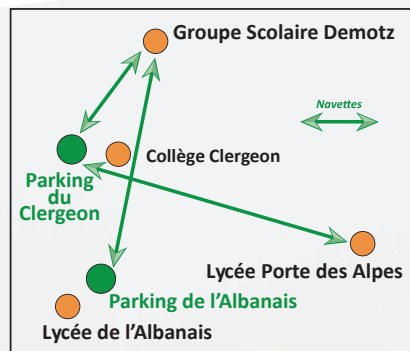 Groupe Scolaire Demotz
Navettes
Collège Clergeon
Parking
du
Clergeon
Lycée Porte des Alpes
Parking de l'Albanais
Lycée de l'Albanais